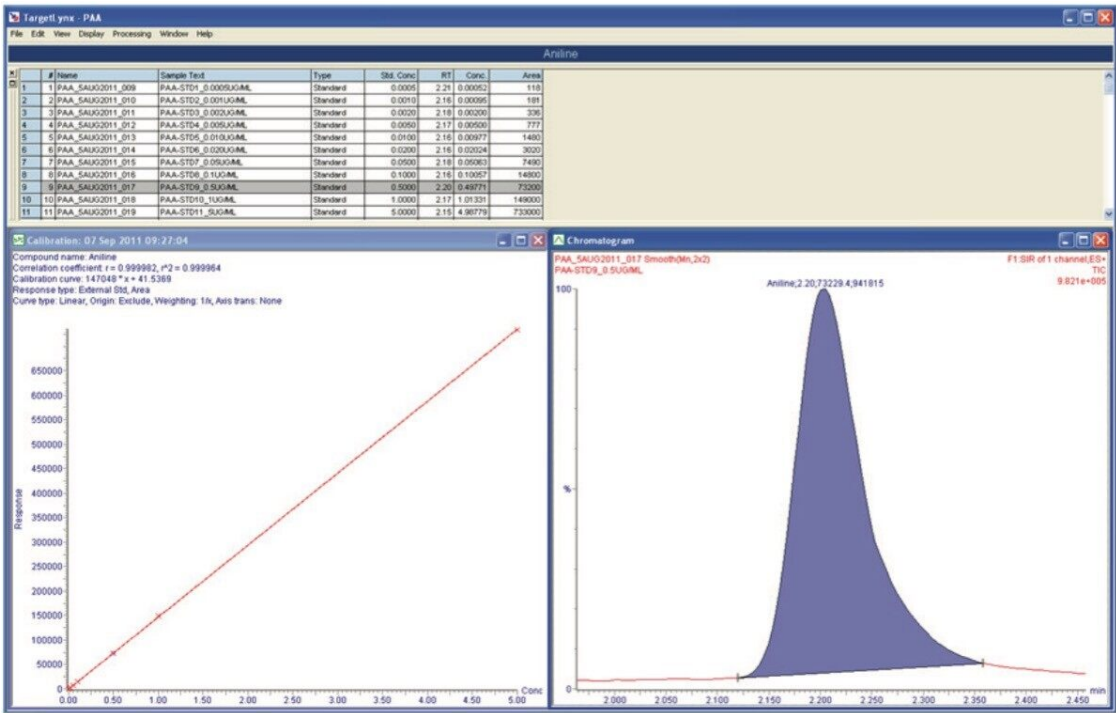 TargetLynx - PAA
File Edit View Display Processing Window Help
Aniline
# Name Sample Text Type Std. Conc RT Conc. Area
1 1 PAA_5AUG2011_009 PAA-STD1_0.0005UG/ML Standard 0.0005 2.21 0.00052 118
2 2 PAA_5AUG2011_010 PAA-STD2_0.001UG/ML Standard 0.0010 2.16 0.00095 181
3 3 PAA_5AUG2011_011 PAA-STD3_0.002UG/ML Standard 0.0020 2.18 0.00200 336
4 4 PAA_5AUG2011_012 PAA-STD4_0.005UG/ML Standard 0.0050 2.17 0.00500 777
5 5 PAA_5AUG2011_013 PAA-STD5_0.010UG/ML Standard 0.0100 2.16 0.00977 1480
6 6 PAA_5AUG2011_014 PAA-STD6_0.020UG/ML Standard 0.0200 2.16 0.02024 3020
7 7 PAA_5AUG2011_015 PAA-STD7_0.05UG/ML Standard 0.0500 2.18 0.05063 7490
8 8 PAA_5AUG2011_016 PAA-STD8_0.1UG/ML Standard 0.1000 2.16 0.10057 14800
9 9 PAA_5AUG2011_017 PAA-STD9_0.5UG/ML Standard 0.5000 2.20 0.49771 73200
10 10 PAA_5AUG2011_018 PAA-STD10_1UG/ML Standard 1.0000 2.17 1.01331 149000
11 11 PAA_5AUG2011_019 PAA-STD11_5UG/ML Standard 5.0000 2.15 4.98779 733000
Calibration: 07 Sep 2011 09:27:04
Compound name: Aniline
Correlation coefficient: r = 0.999982, r^2 = 0.999964
Calibration curve: 147048 * x + 41.5369
Response type: External Std, Area
Curve type: Linear, Origin: Exclude, Weighting: 1/x, Axis trans: None
650000
600000
550000
500000
450000
400000
350000
300000
250000
200000
150000
100000
50000
0
Response
Conc
0.00 0.50 1.00 1.50 2.00 2.50 3.00 3.50 4.00 4.50 5.00
Chromatogram
PAA_5AUG2011_017 Smooth(Mn,2x2)
PAA-STD9_0.5UG/ML
F1:SIR of 1 channel,ES+
TIC
9.821e+005
Aniline;2.20;73229.4;941815
100
%
0
min
2.000 2.050 2.100 2.150 2.200 2.250 2.300 2.350 2.400 2.450